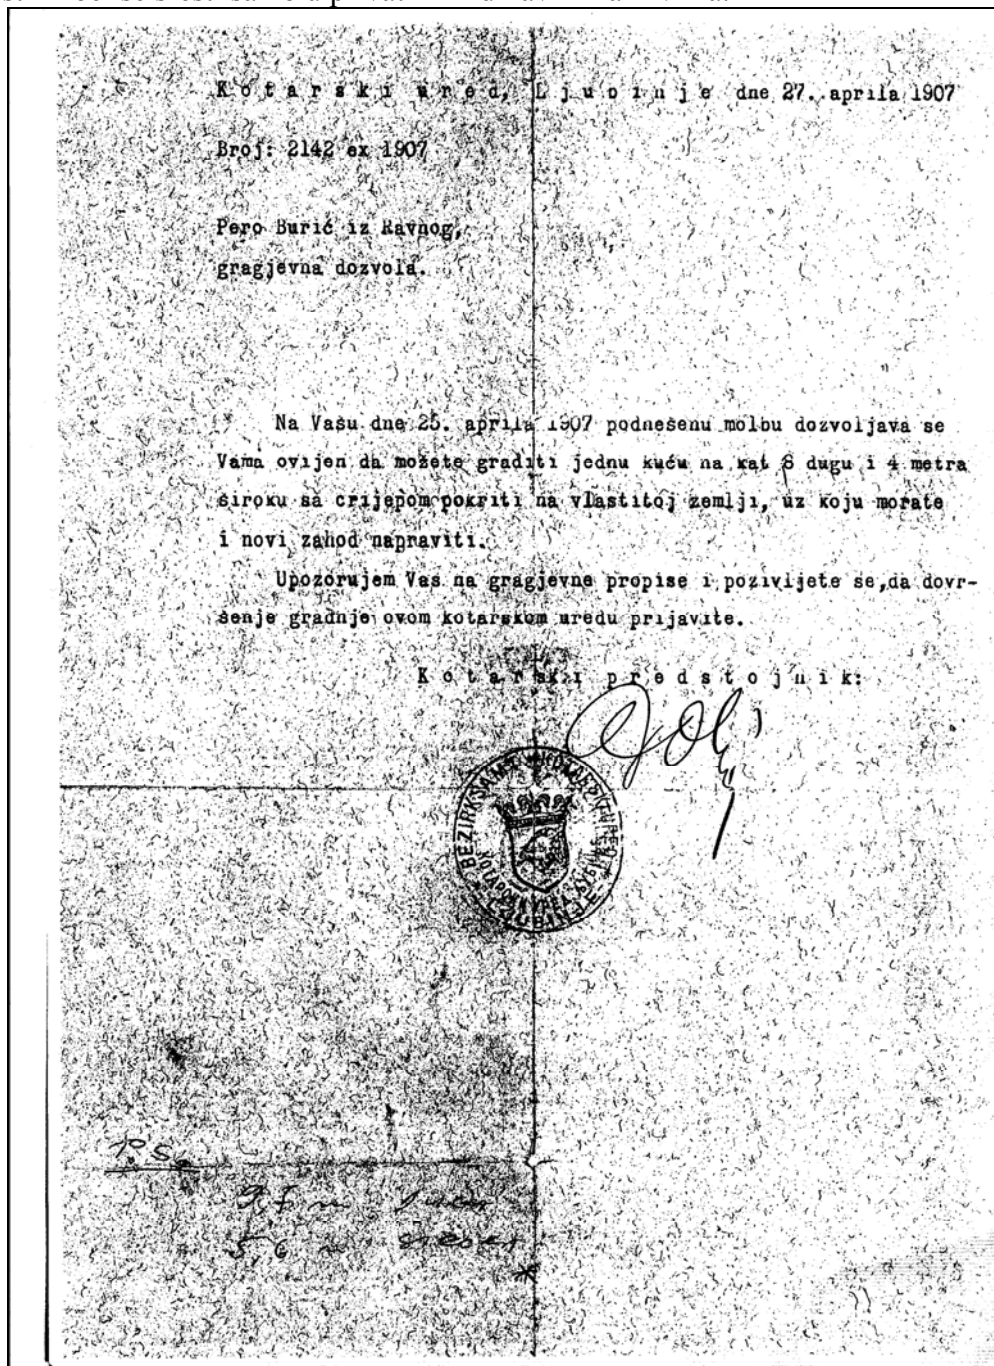 Kotarski ured, Ljubinje dne 27. aprila 1907
Broj: 2142 ex 1907
Pero Burić iz Ravnog,
gragjevna dozvola.
Na Vašu dne 25. aprila 1907 podnešenu molbu dozvoljava se
Vama ovijen da možete graditi jednu kuću na kat 8 dugu i 4 metra
široku sa crijepom pokriti na vlastitoj zemlji, uz koju morate
i novi zahod napraviti.
Upozorujem Vas na gragjevne propise i pozivljete se,da dovr-
šenje gradnje ovom kotarskom uredu prijavite.
Kotarski predstojnik:
BEZIRKSAMT
LJUBINJE
P.S.